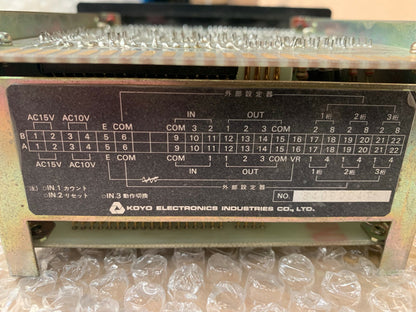 外部設定器
AC15V AC10V IN OUT 1桁 2桁 3桁
E COM COM 3 2 1 2 3 COM 2 8 2 8 2 8
B 1 2 3 4 5 6 9 10 11 12 13 14 15 16 17 18 19 20 21 22
A 1 2 3 4 5 6 9 10 11 12 13 14 15 16 17 18 19 20 21 22
AC15V AC10V E COM COM 1 1 2 3 COM VR 1 4 1 4 1 4
IN OUT 1桁 2桁 3桁
外部設定器
注) ○IN.1 カウント
○IN.2 リセット ○IN.3 動作切換
NO.
KOYO ELECTRONICS INDUSTRIES CO., LTD.